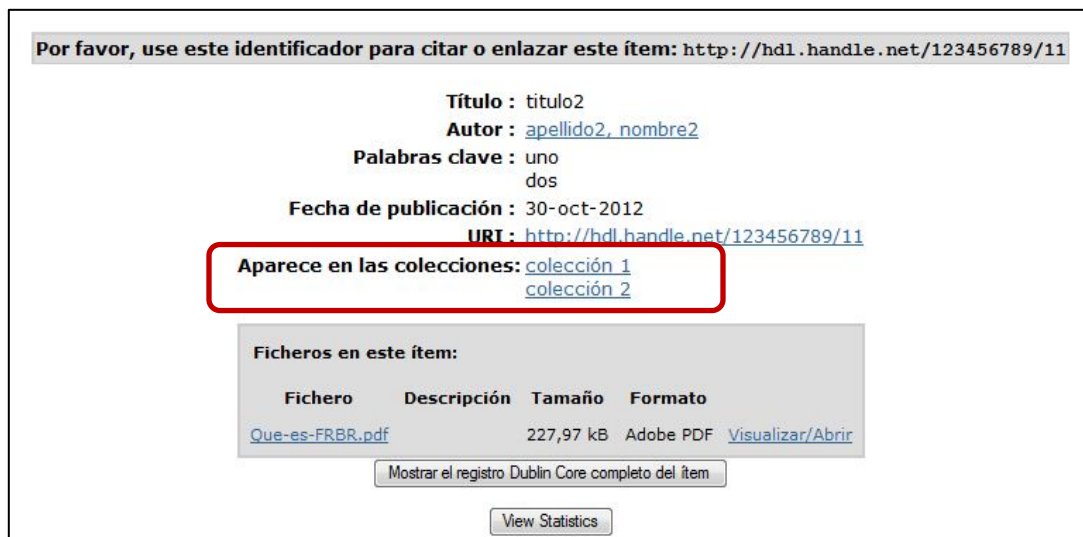 Por favor, use este identificador para citar o enlazar este ítem: http://hdl.handle.net/123456789/11
Título : titulo2
Autor : apellido2, nombre2
Palabras clave : uno
dos
Fecha de publicación : 30-oct-2012
URI : http://hdl.handle.net/123456789/11
Aparece en las colecciones: colección 1
colección 2
Ficheros en este ítem:
Fichero Descripción Tamaño Formato
Que-es-FRBR.pdf 227,97 kB Adobe PDF Visualizar/Abrir
Mostrar el registro Dublin Core completo del ítem
View Statistics